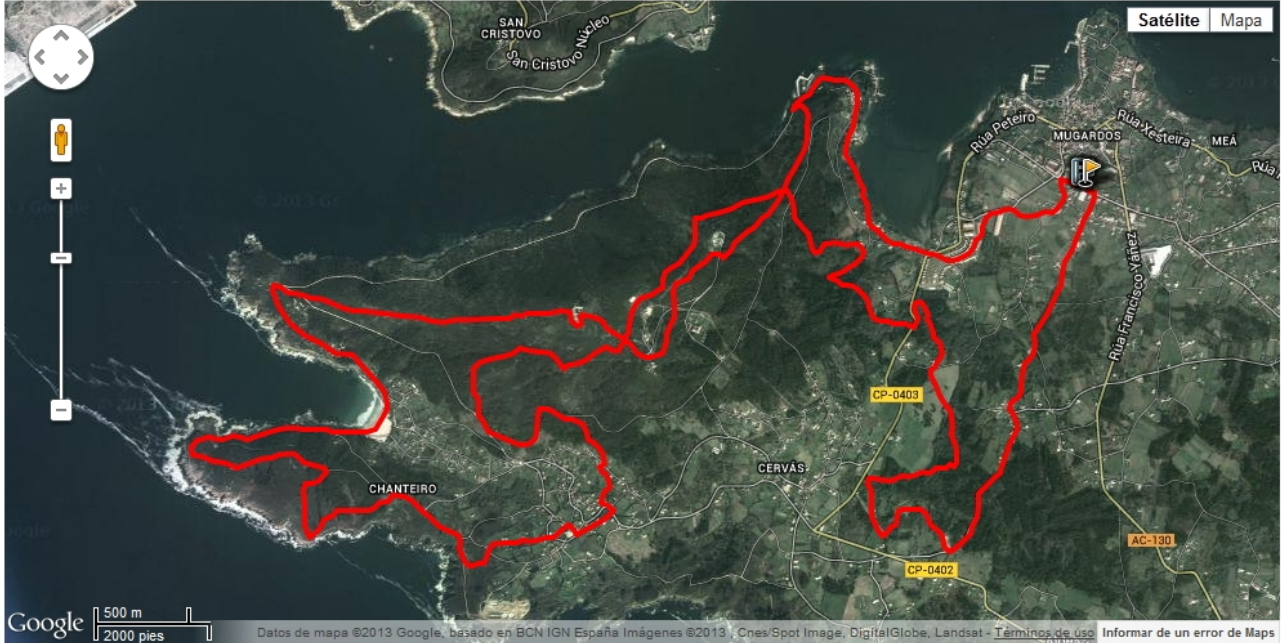 SAN
CRISTOVO
San Cristovo Núcleo
Satélite
Mapa
Rúa Peteiro
Rúa Xesteira
MUGARDOS
MEÁ
Rúa
Rúa Francisco Yáñez
© 2013
CP-0403
CERVÁS
CHANTEIRO
AC-130
CP-0402
Google
500 m
2000 pies
Datos de mapa ©2013 Google, basado en BCN IGN España Imágenes ©2013 , Cnes/Spot Image, DigitalGlobe, Landsat - Términos de uso
Informar de un error de Maps